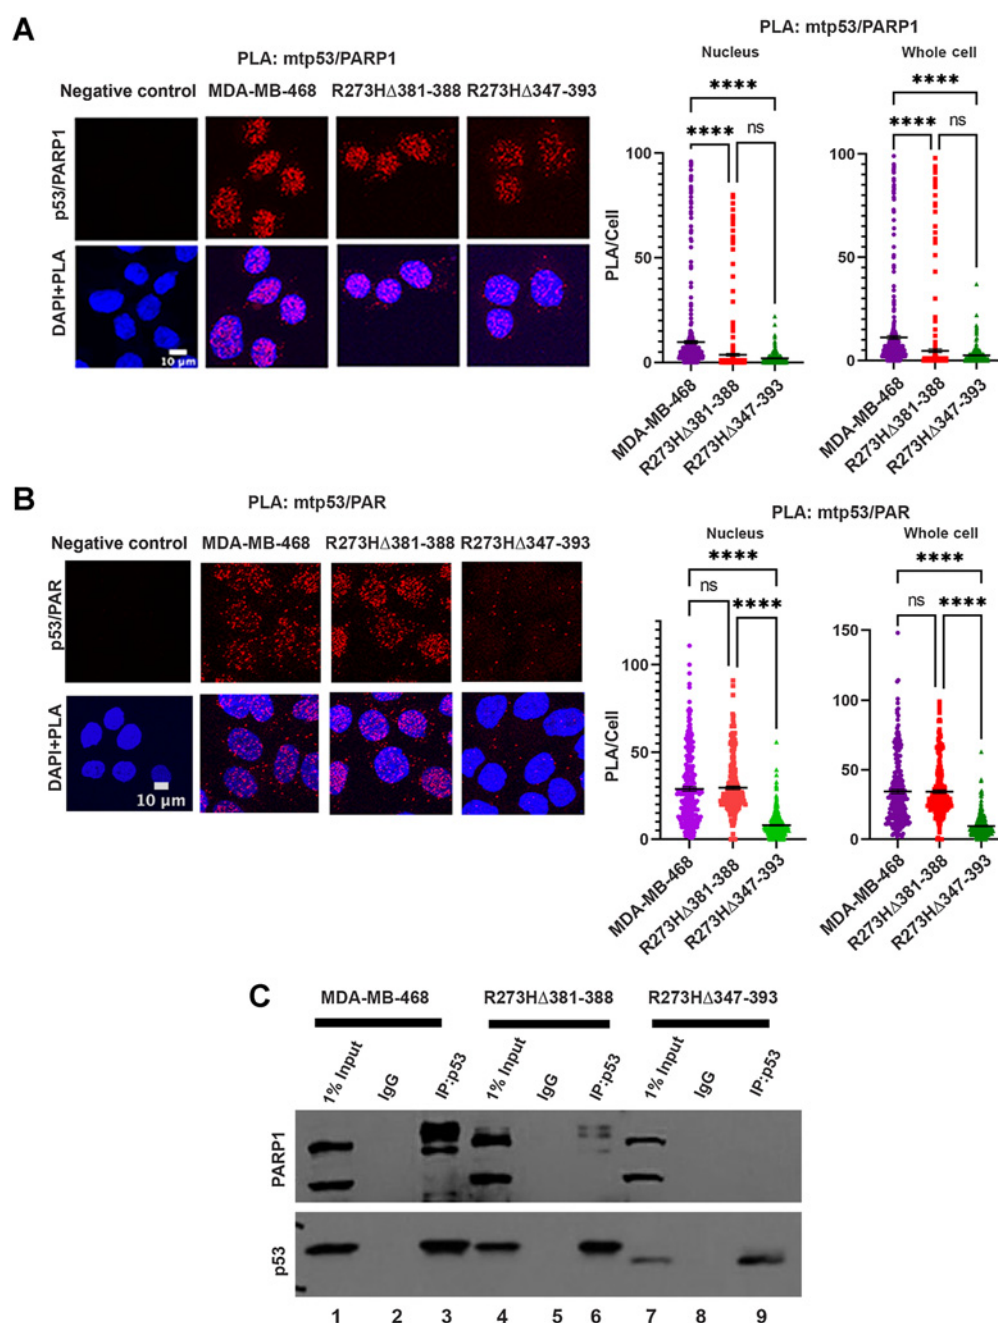 A
PLA: mtp53/PARP1
Negative control MDA-MB-468 R273HΔ381-388 R273HΔ347-393
p53/PARP1
DAPI+PLA
10 μm
PLA: mtp53/PARP1
Nucleus
****
**** ns
PLA/Cell
100
50
0
MDA-MB-468
R273HΔ381-388
R273HΔ347-393
Whole cell
****
**** ns
100
50
0
MDA-MB-468
R273HΔ381-388
R273HΔ347-393
B
PLA: mtp53/PAR
Negative control MDA-MB-468 R273HΔ381-388 R273HΔ347-393
p53/PAR
DAPI+PLA
10 μm
PLA: mtp53/PAR
Nucleus
****
ns ****
PLA/Cell
100
50
0
MDA-MB-468
R273HΔ381-388
R273HΔ347-393
Whole cell
****
ns ****
150
100
50
0
MDA-MB-468
R273HΔ381-388
R273HΔ347-393
C
MDA-MB-468 R273HΔ381-388 R273HΔ347-393
1% Input IgG IP:p53 1% Input IgG IP:p53 1% Input IgG IP:p53
PARP1
p53
1 2 3 4 5 6 7 8 9